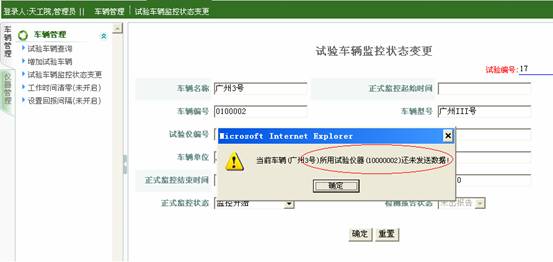 登录人:天工院,管理员 || 车辆管理 试验车辆监控状态变更
车辆管理
仪器管理
车辆管理
试验车辆查询
增加试验车辆
试验车辆监控状态变更
工作时间清零(未开启)
设置回报间隔(未开启)
试验车辆监控状态变更
试验编号: 17
车辆名称 广州3号 正式监控起始时间
车辆编号 0100002 车辆型号 广州III号
试验仪编号
车辆单位
正式监控结束时间 0
正式监控状态 监控开始 检测报告状态 未出报告
Microsoft Internet Explorer
当前车辆(广州3号)所用试验仪器(10000002)还未发送数据!
确定
确定 重置